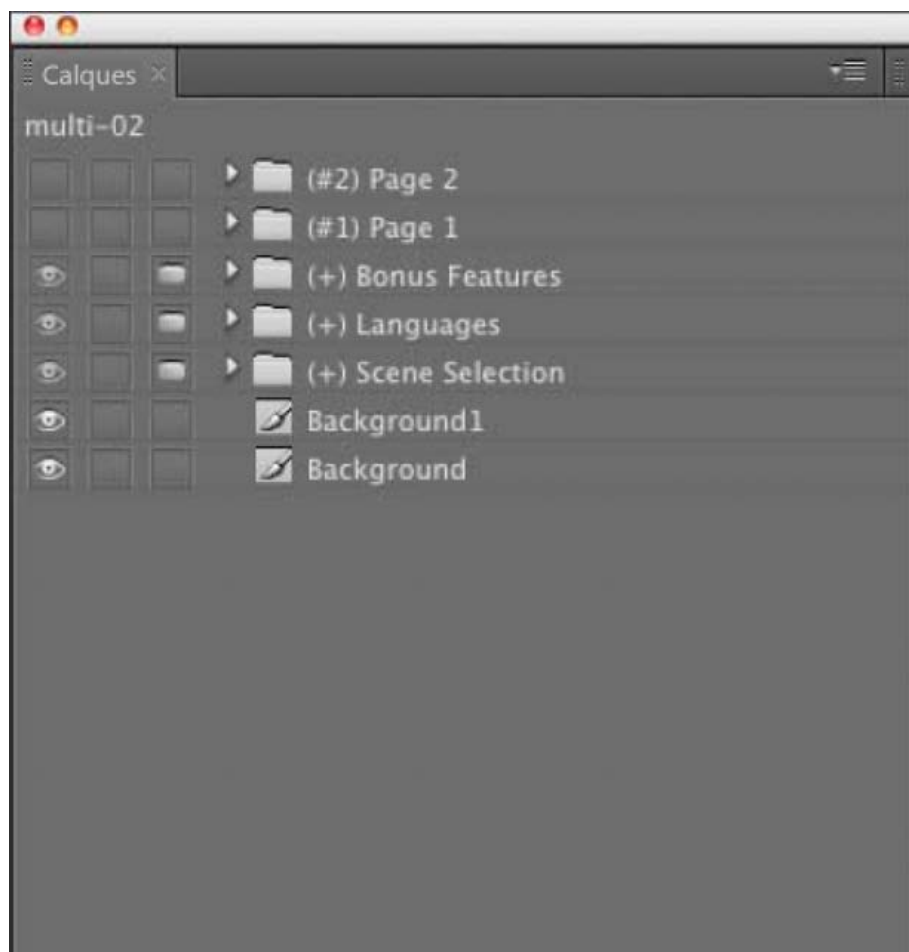 Calques
multi-02
(#2) Page 2
(#1) Page 1
(+) Bonus Features
(+) Languages
(+) Scene Selection
Background1
Background